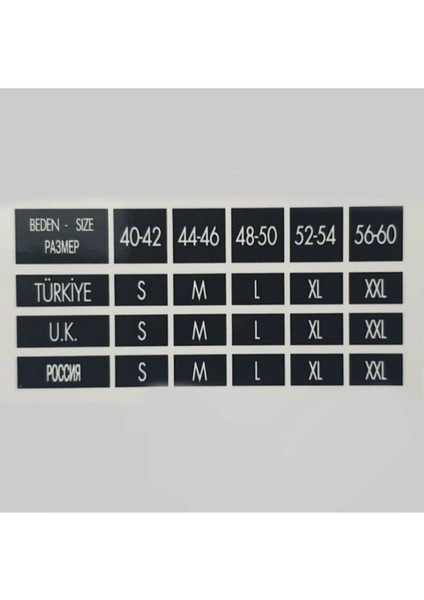 BEDEN - SIZE
РАЗМЕР
40-42 44-46 48-50 52-54 56-60
TÜRKİYE S M L XL XXL
U.K. S M L XL XXL
РОССИЯ S M L XL XXL